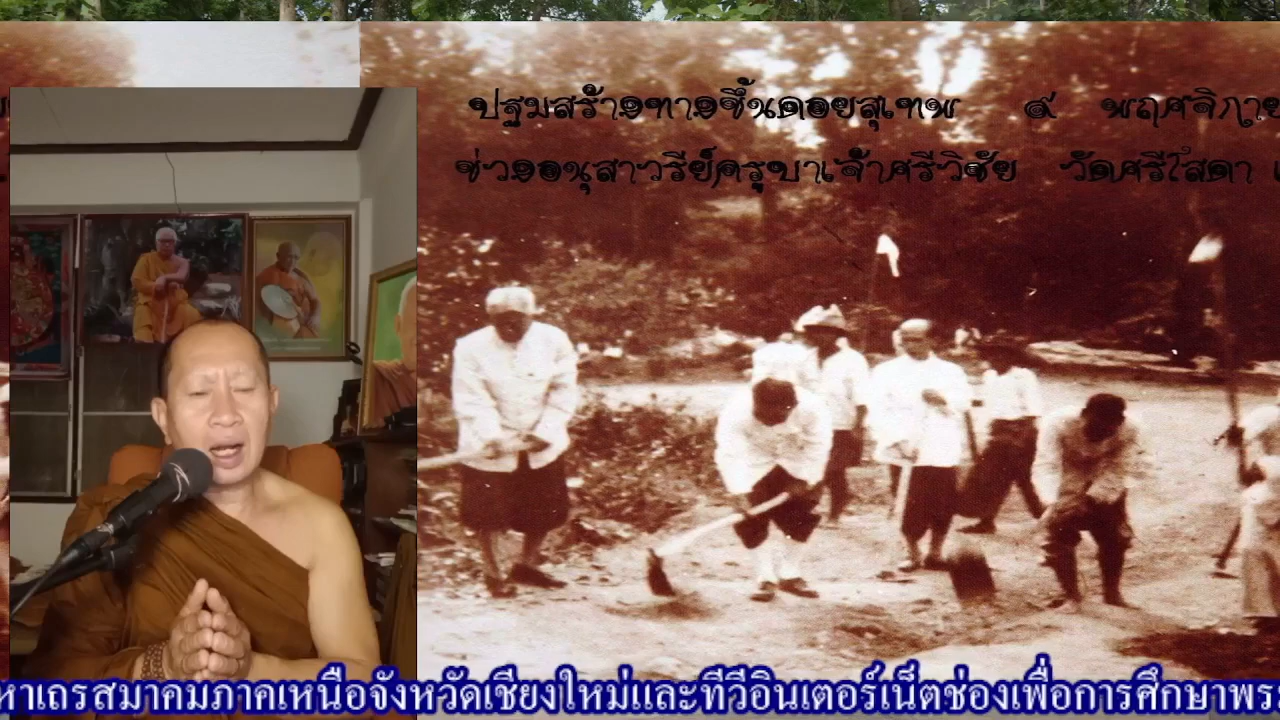 ปฐมสร้างทางขึ้นดอยสุเทพ ๙ พฤศจิกาย
ช่วงอนุสาวรีย์ครูบาเจ้าศรีวิชัย วัดศรีโสดา
หาเถรสมาคมภาคเหนือจังหวัดเชียงใหม่และทีวีอินเตอร์เน็ตช่องเพื่อการศึกษาพระ